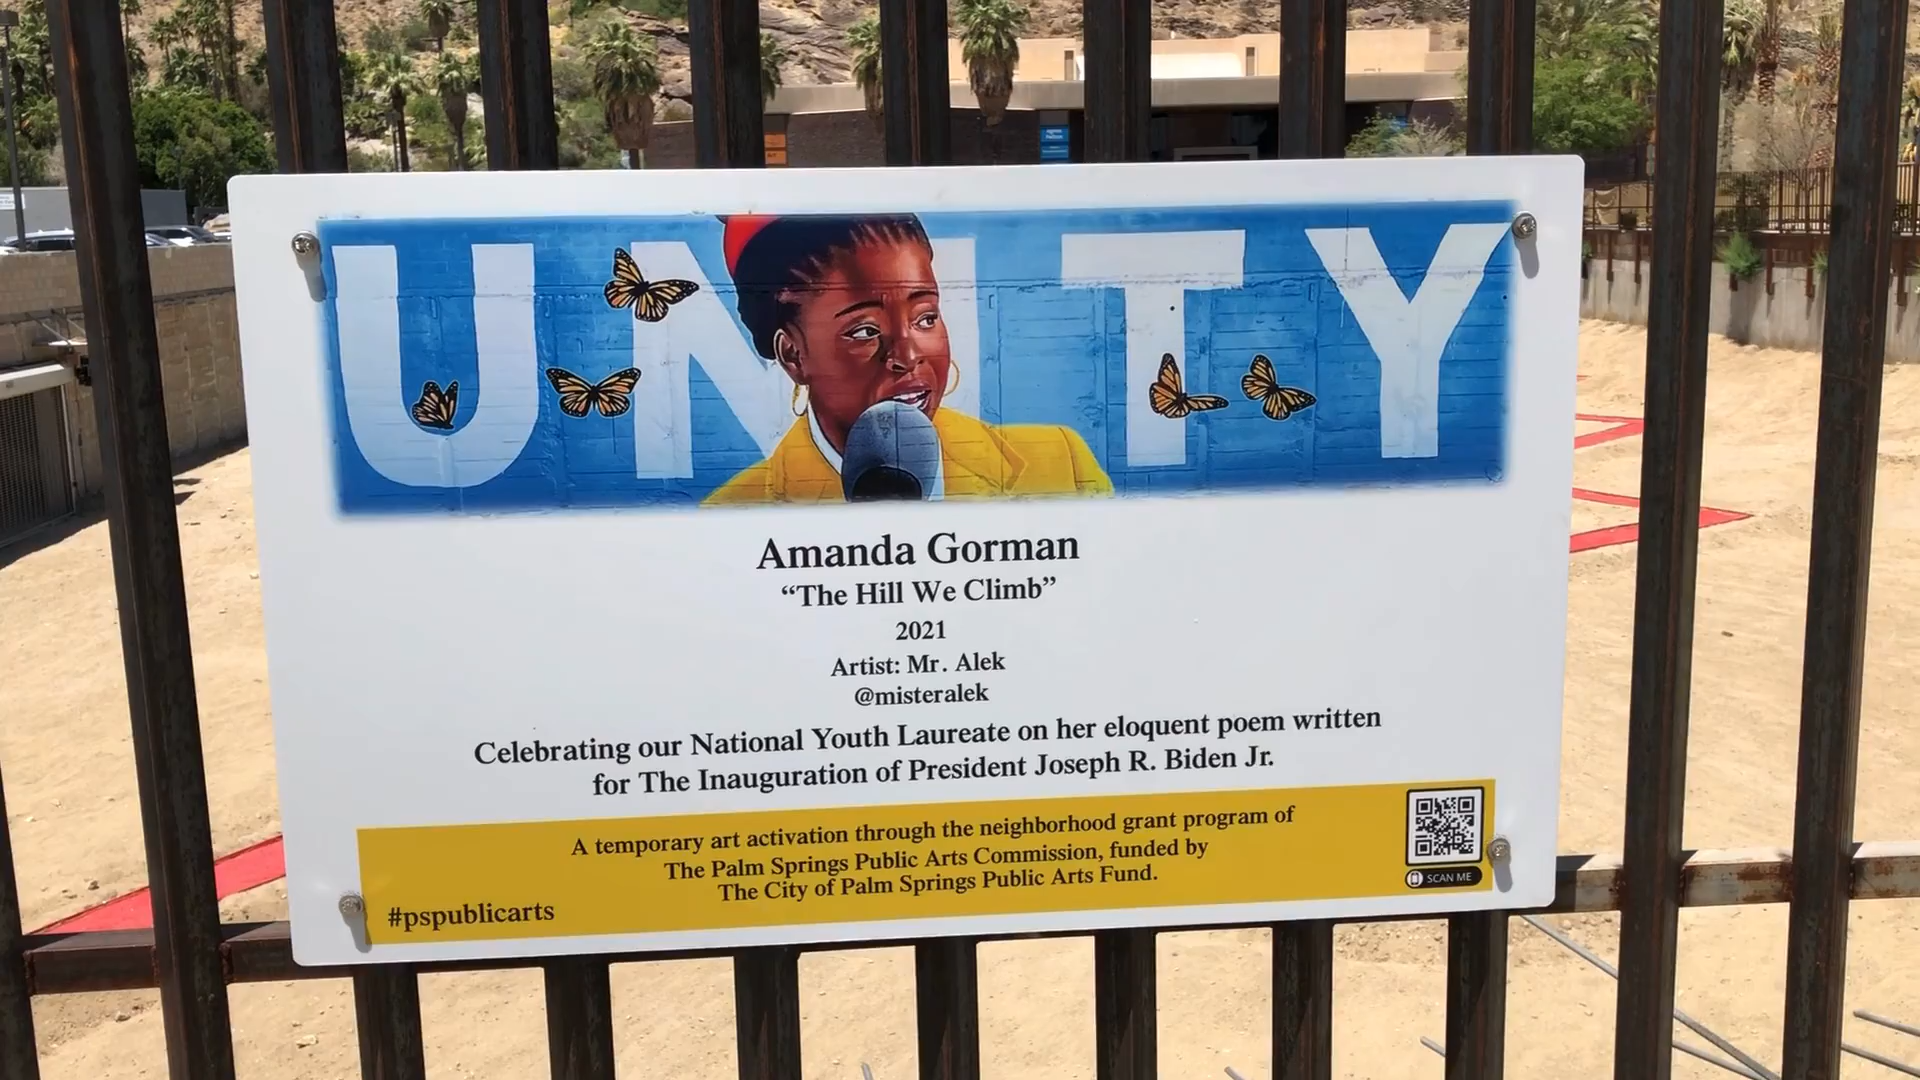 UNITY
Amanda Gorman
“The Hill We Climb”
2021
Artist: Mr. Alek
@misteralek
Celebrating our National Youth Laureate on her eloquent poem written
for The Inauguration of President Joseph R. Biden Jr.
A temporary art activation through the neighborhood grant program of
The Palm Springs Public Arts Commission, funded by
The City of Palm Springs Public Arts Fund.
#pspublicarts
SCAN ME